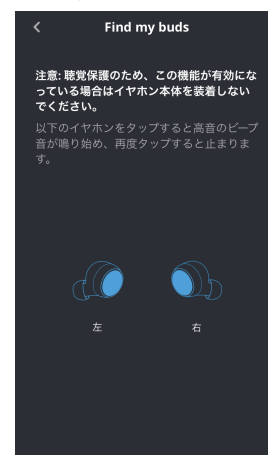 Find my buds
注意: 聴覚保護のため、この機能が有効にな
っている場合はイヤホン本体を装着しない
でください。
以下のイヤホンをタップすると高音のビープ
音が鳴り始め、再度タップすると止まりま
す。
左 右